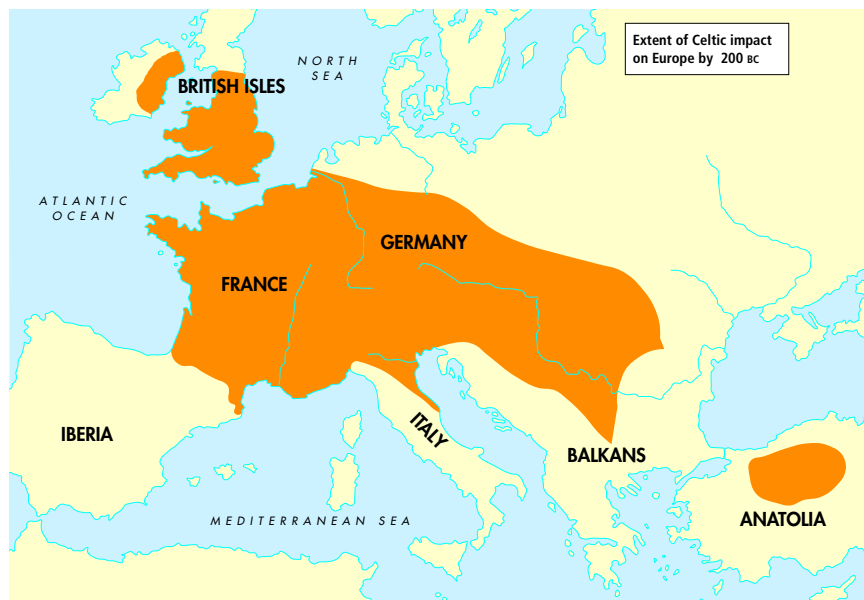 Extent of Celtic impact
on Europe by 200 BC
NORTH
SEA
BRITISH ISLES
ATLANTIC
OCEAN
GERMANY
FRANCE
IBERIA
ITALY
BALKANS
MEDITERRANEAN SEA
ANATOLIA